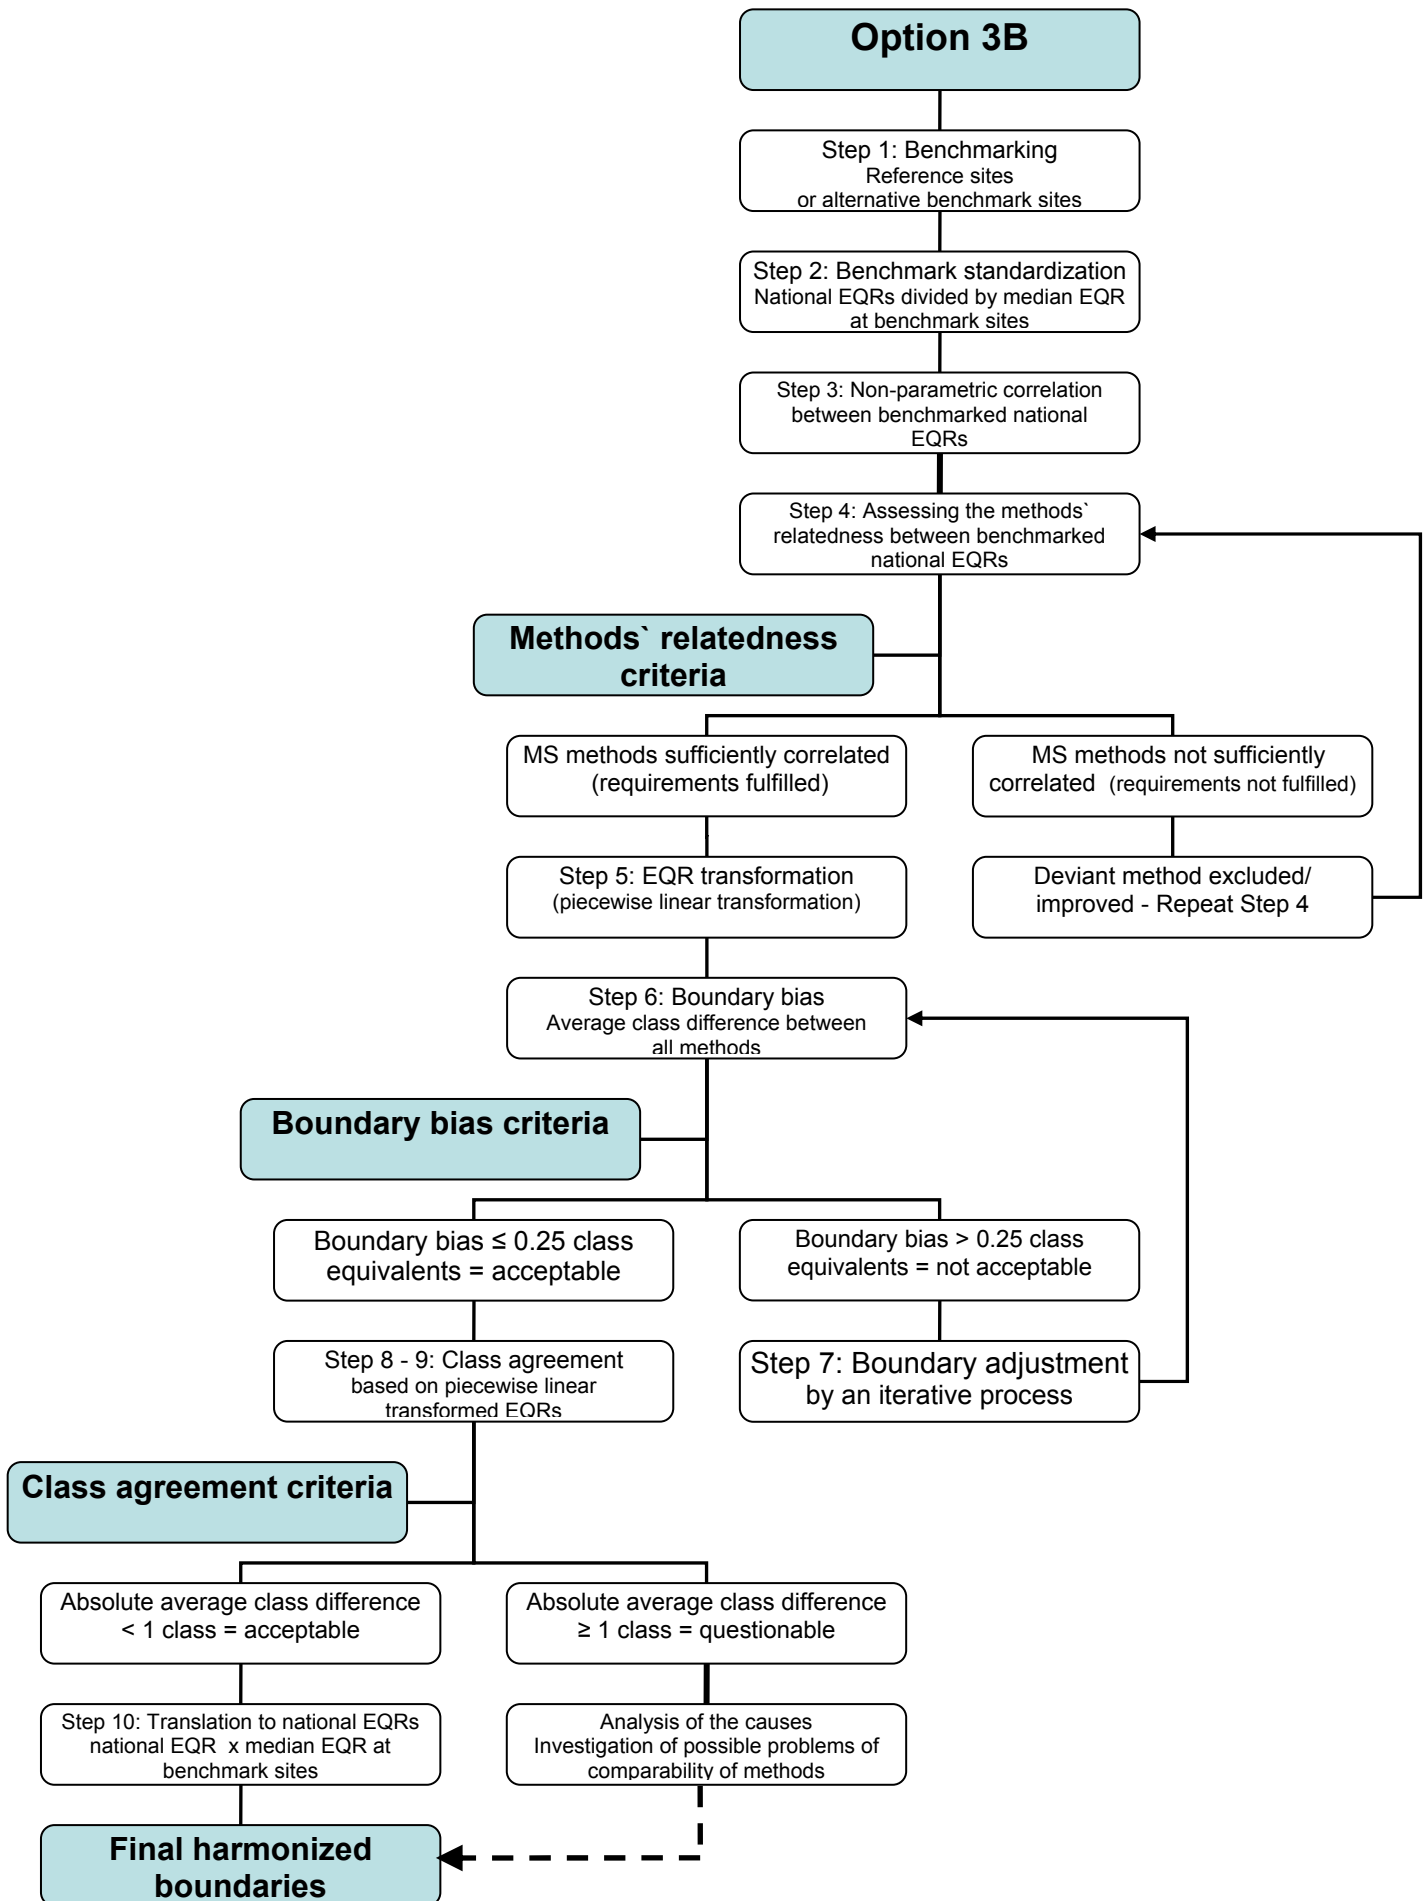 Option 3B
Step 1: Benchmarking
Reference sites
or alternative benchmark sites
Step 2: Benchmark standardization
National EQRs divided by median EQR
at benchmark sites
Step 3: Non-parametric correlation
between benchmarked national
EQRs
Step 4: Assessing the methods`
relatedness between benchmarked
national EQRs
Methods` relatedness
criteria
MS methods sufficiently correlated
(requirements fulfilled)
MS methods not sufficiently
correlated (requirements not fulfilled)
Step 5: EQR transformation
(piecewise linear transformation)
Deviant method excluded/
improved - Repeat Step 4
Step 6: Boundary bias
Average class difference between
all methods
Boundary bias criteria
Boundary bias ≤ 0.25 class
equivalents = acceptable
Boundary bias > 0.25 class
equivalents = not acceptable
Step 8 - 9: Class agreement
based on piecewise linear
transformed EQRs
Step 7: Boundary adjustment
by an iterative process
Class agreement criteria
Absolute average class difference
< 1 class = acceptable
Absolute average class difference
≥ 1 class = questionable
Step 10: Translation to national EQRs
national EQR x median EQR at
benchmark sites
Analysis of the causes
Investigation of possible problems of
comparability of methods
Final harmonized
boundaries